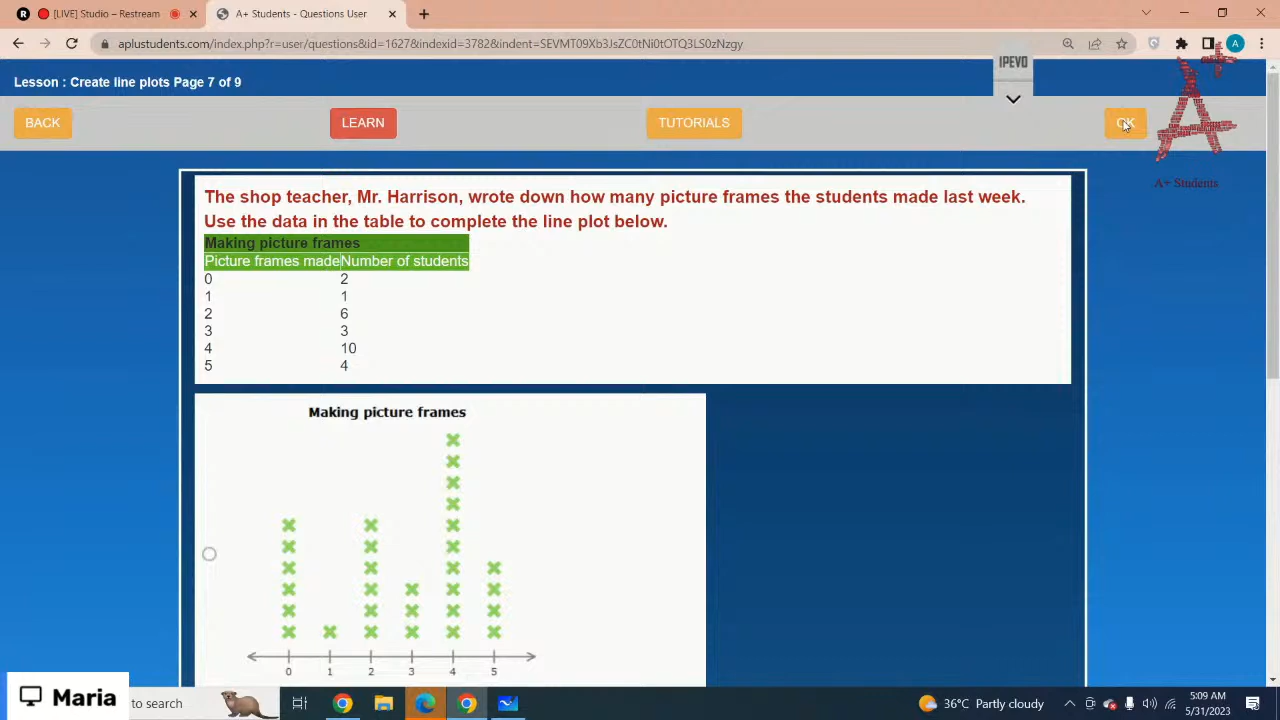 [LIVE] Studio – Restream
A+ Students - Questions User
aplustudents.com/index.php?r=user/questions&id=1627&indexid=3782&indent=SEVMT09Xb3JsZC0tNi0tOTQ3LS0zNzgy
A
IPEVO
Lesson : Create line plots Page 7 of 9
BACK
LEARN
TUTORIALS
OK
A+ Students
The shop teacher, Mr. Harrison, wrote down how many picture frames the students made last week.
Use the data in the table to complete the line plot below.
Making picture frames
Picture frames made Number of students
0 2
1 1
2 6
3 3
4 10
5 4
Making picture frames
0 1 2 3 4 5
Maria
to search
36°C Partly cloudy
5:09 AM
5/31/2023